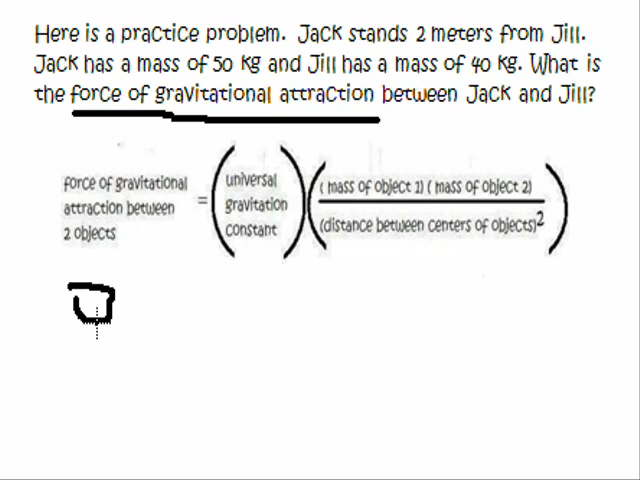 Here is a practice problem. Jack stands 2 meters from Jill.
Jack has a mass of 50 kg and Jill has a mass of 40 kg. What is
the force of gravitational attraction between Jack and Jill?
force of gravitational
attraction between
2 objects
=
(universal
gravitation
constant)
((mass of object 1) (mass of object 2)
(distance between centers of objects)²)